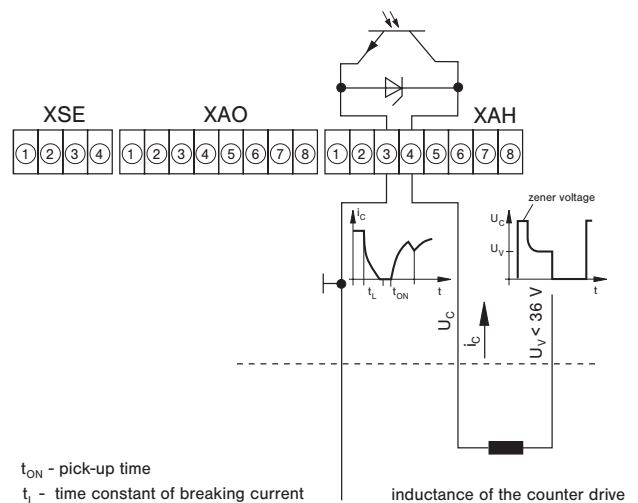 XSE XAO XAH
1 2 3 4 1 2 3 4 5 6 7 8 1 2 3 4 5 6 7 8
i_C
t_L t_ON t
zener voltage
U_C
U_V
t
U_C
i_C
U_V < 36 V
t_ON - pick-up time
t_L - time constant of breaking current
inductance of the counter drive